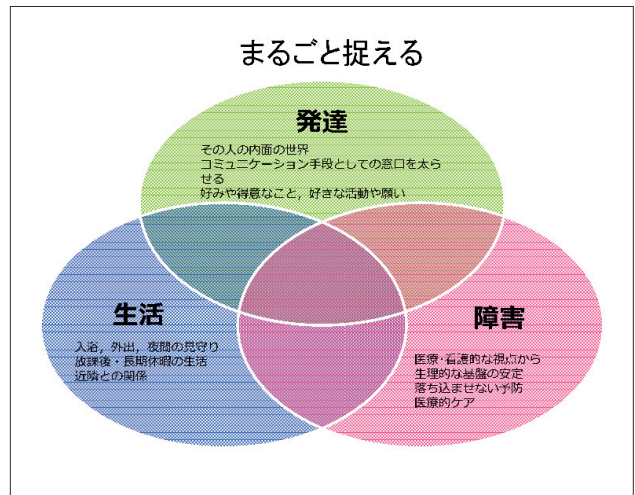 まるごと捉える
発達
その人の内面の世界
コミュニケーション手段としての窓口を太ら
せる
好みや得意なこと，好きな活動や願い
生活
入浴，外出，夜間の見守り
放課後・長期休暇の生活
近隣との関係
障害
医療･看護的な視点から
生理的な基盤の安定
落ち込ませない予防
医療的ケア